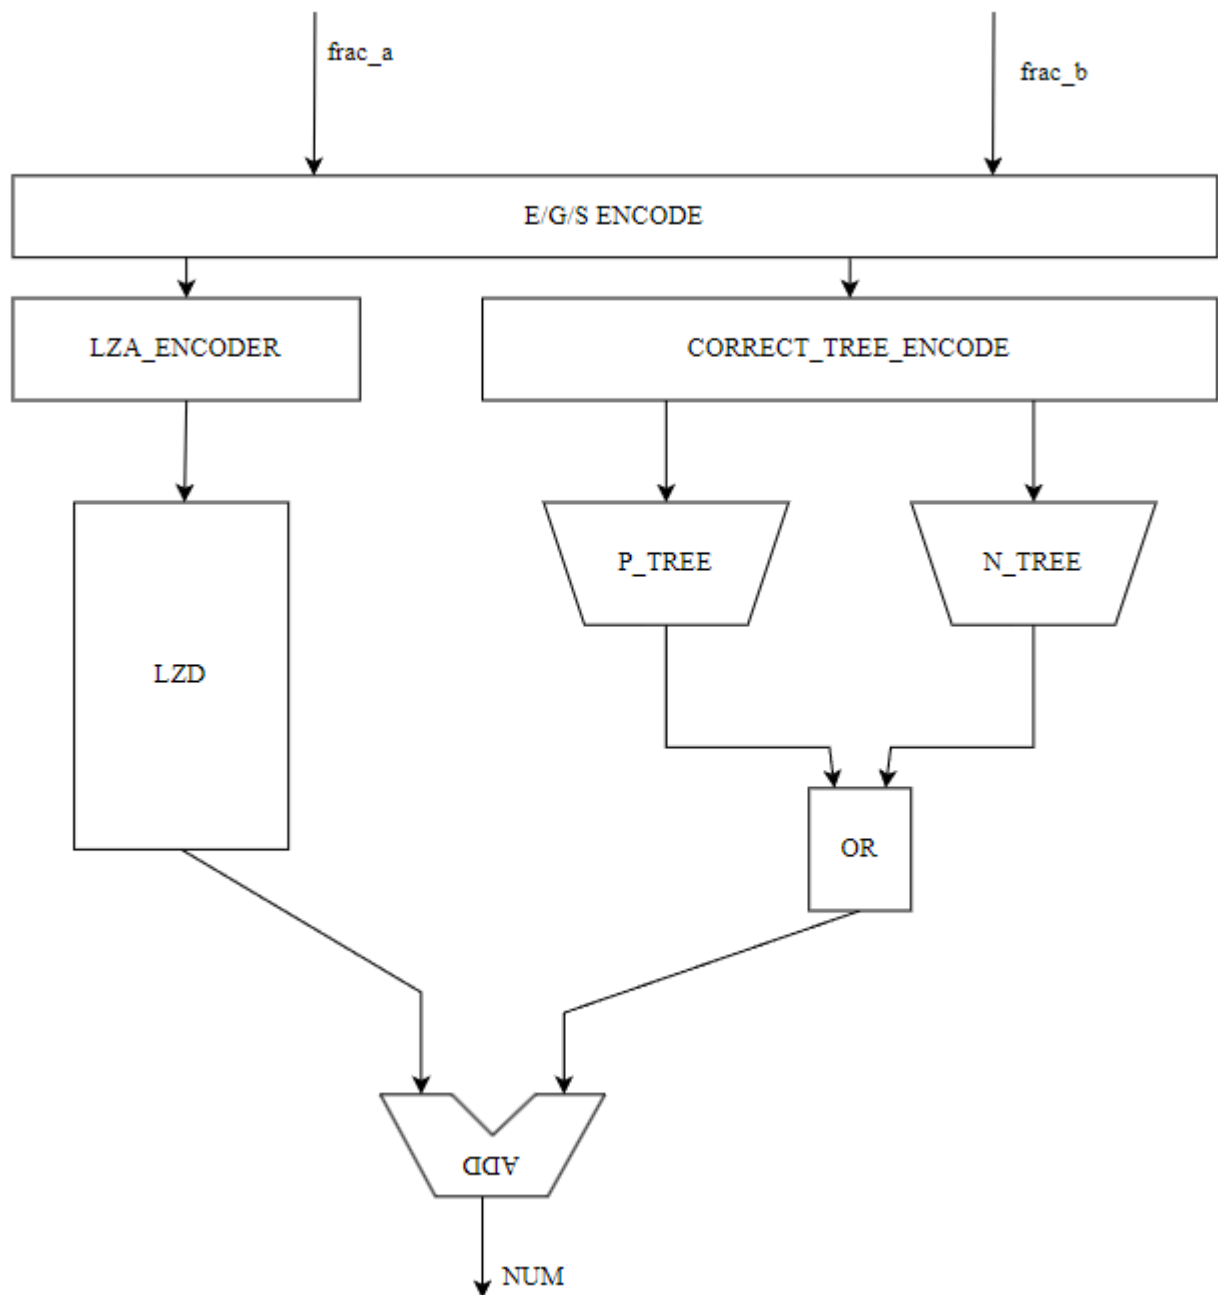 frac_a
frac_b
E/G/S ENCODE
LZA_ENCODER
CORRECT_TREE_ENCODE
P_TREE
N_TREE
LZD
OR
ADD
NUM